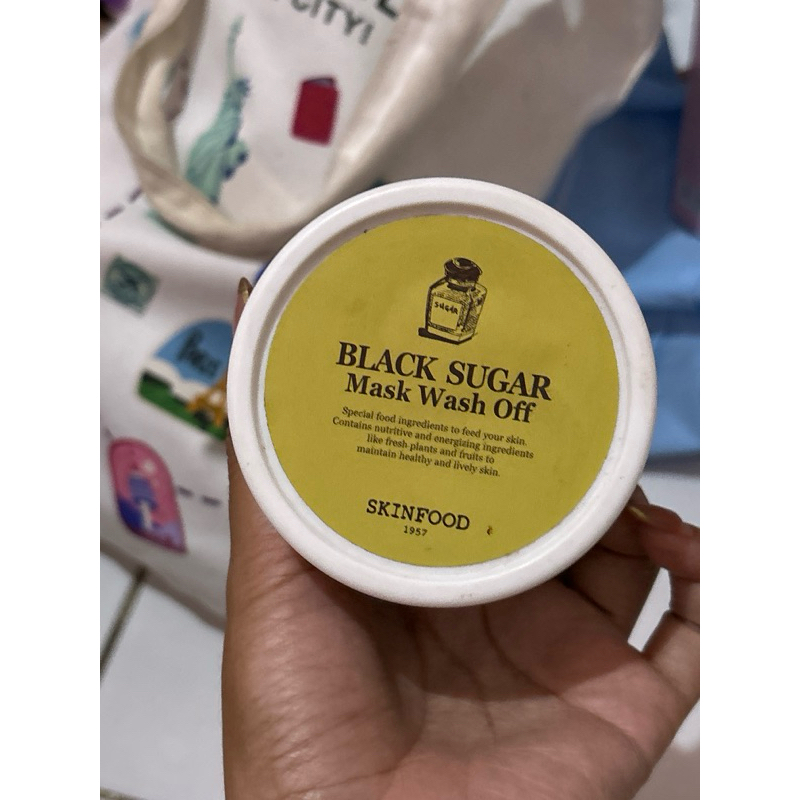 CITY!
SUGAR
BLACK SUGAR
Mask Wash Off
Special food ingredients to feed your skin.
Contains nutritive and energizing ingredients
like fresh plants and fruits to
maintain healthy and lively skin.
SKINFOOD
1957